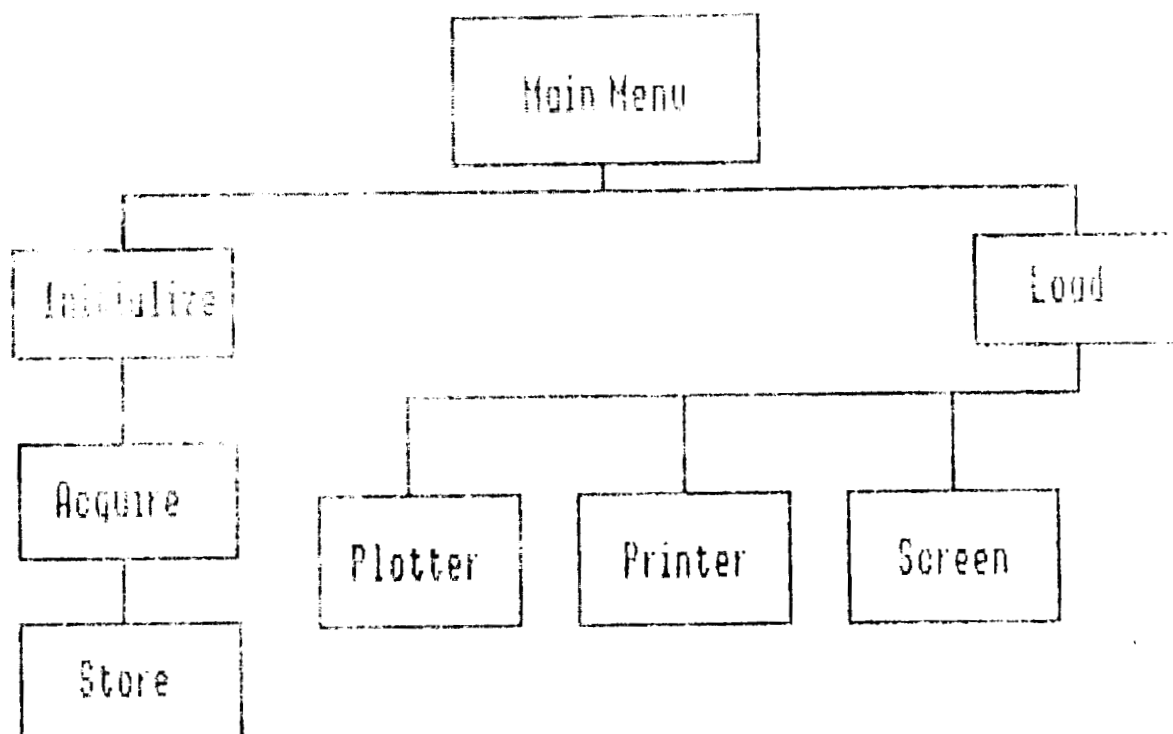 Main Menu
Initialize
Load
Acquire
Plotter
Printer
Screen
Store